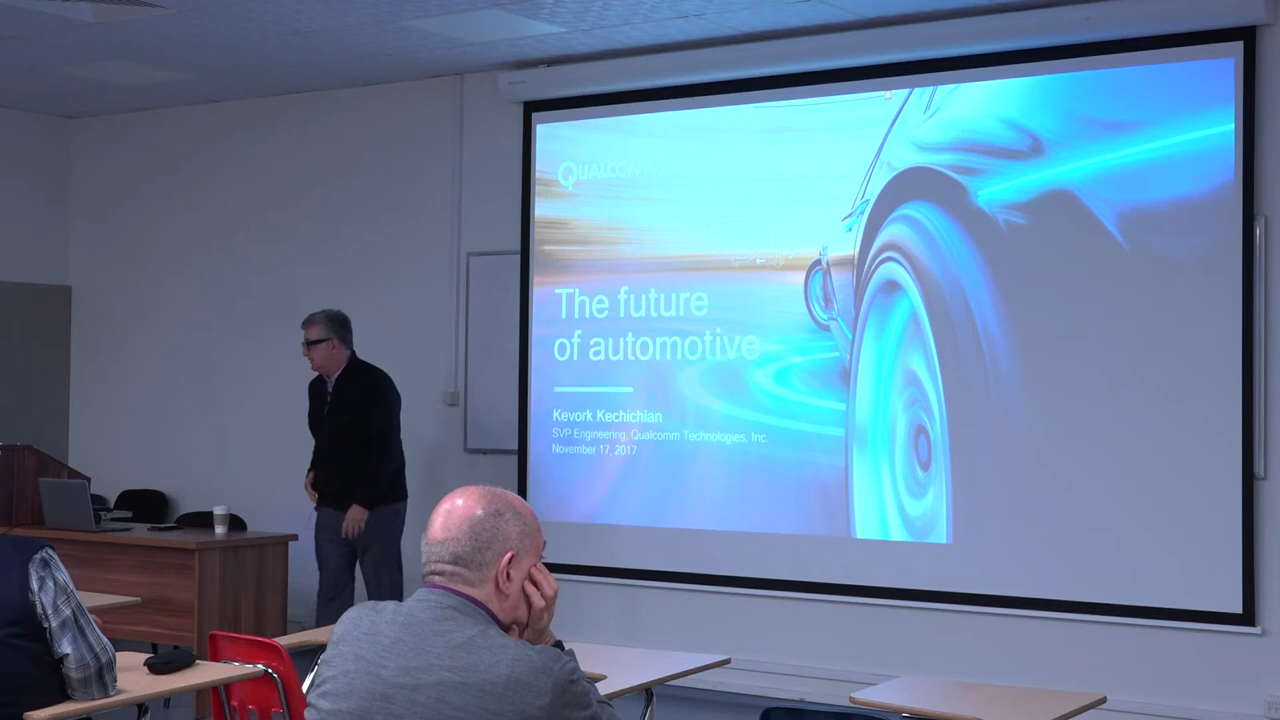 QUALCOMM
The future
of automotive
Kevork Kechichian
SVP Engineering, Qualcomm Technologies, Inc.
November 17, 2017